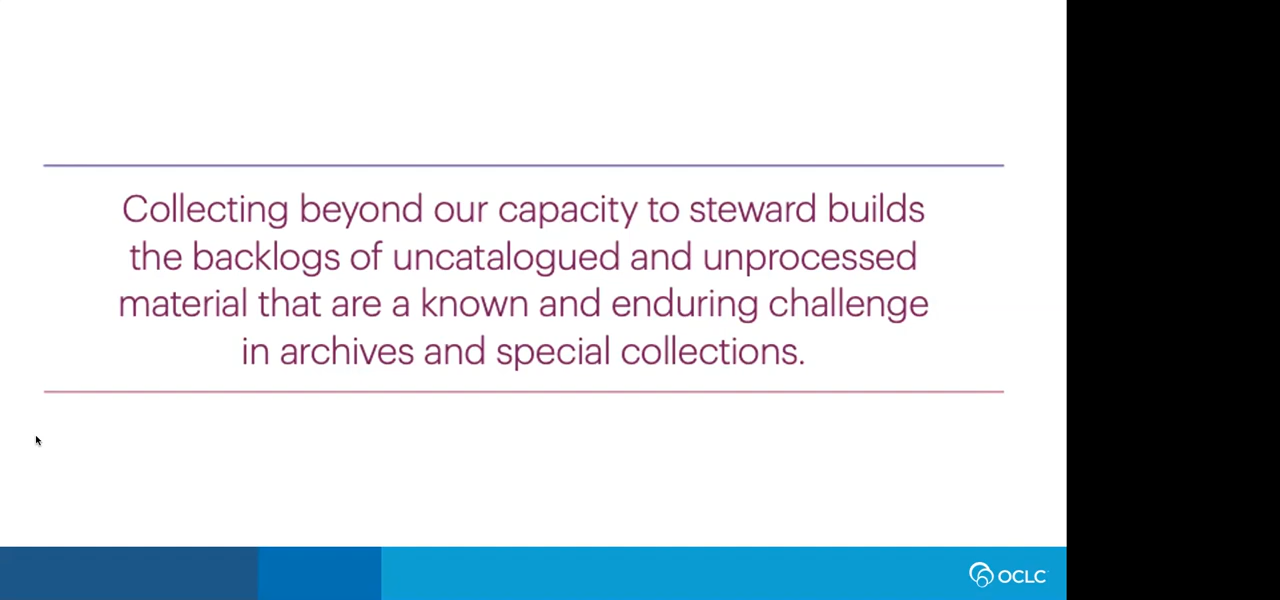 Collecting beyond our capacity to steward builds
the backlogs of uncatalogued and unprocessed
material that are a known and enduring challenge
in archives and special collections.
OCLC